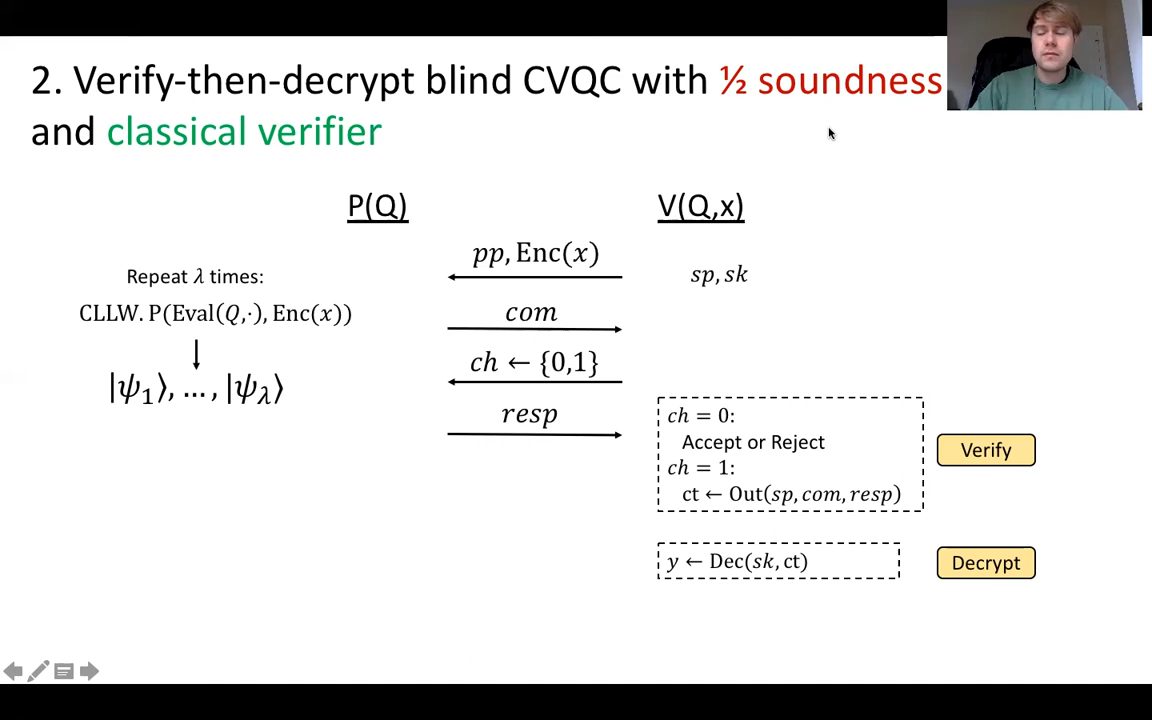 2. Verify-then-decrypt blind CVQC with ½ soundness
and classical verifier
P(Q)
V(Q,x)
pp, Enc(x)
sp, sk
Repeat λ times:
CLLW. P(Eval(Q,·), Enc(x))
com
ch ← {0,1}
|ψ₁⟩, … , |ψ_λ⟩
resp
ch = 0:
Accept or Reject
ch = 1:
ct ← Out(sp, com, resp)
Verify
y ← Dec(sk, ct)
Decrypt